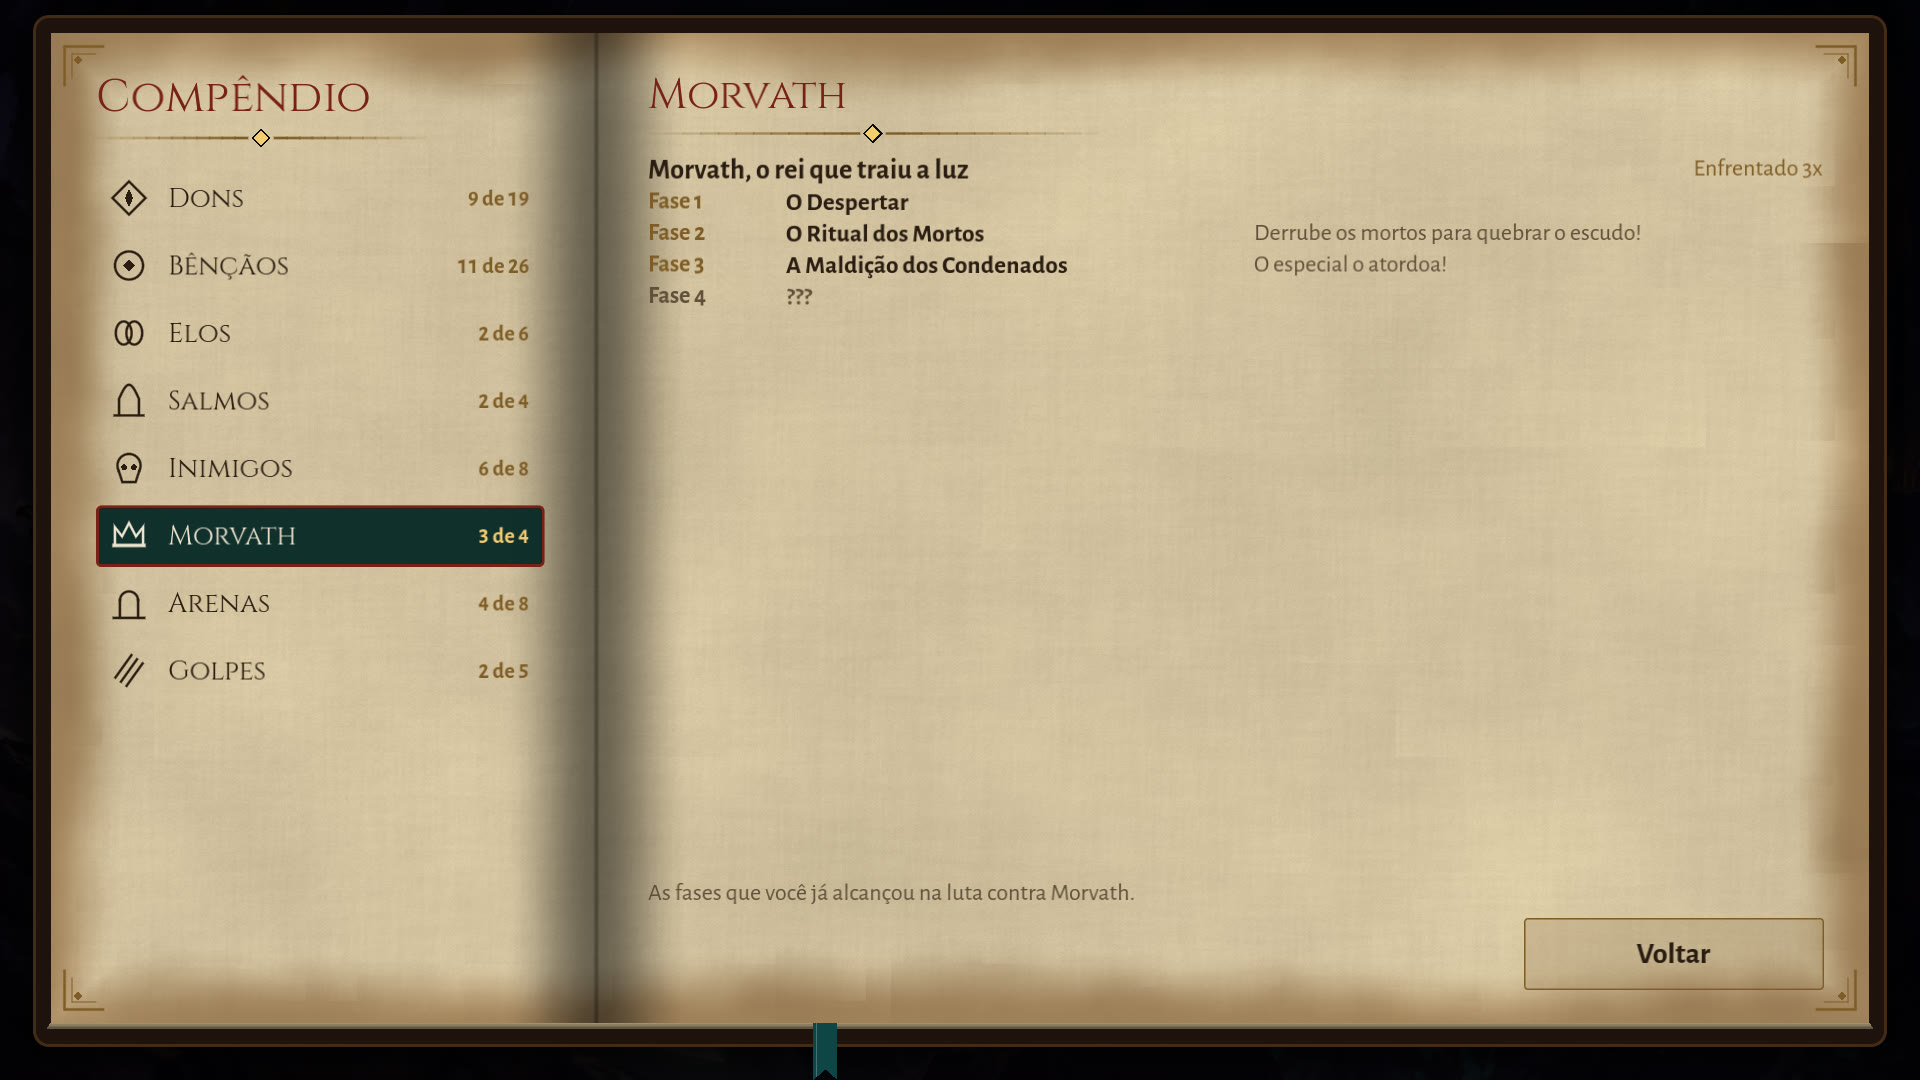 Compêndio
Dons 9 de 19
Bênçãos 11 de 26
Elos 2 de 6
Salmos 2 de 4
Inimigos 6 de 8
Morvath 3 de 4
Arenas 4 de 8
Golpes 2 de 5
Morvath
Morvath, o rei que traiu a luz Enfrentado 3x
Fase 1 O Despertar
Fase 2 O Ritual dos Mortos Derrube os mortos para quebrar o escudo!
Fase 3 A Maldição dos Condenados O especial o atordoa!
Fase 4 ???
As fases que você já alcançou na luta contra Morvath.
Voltar